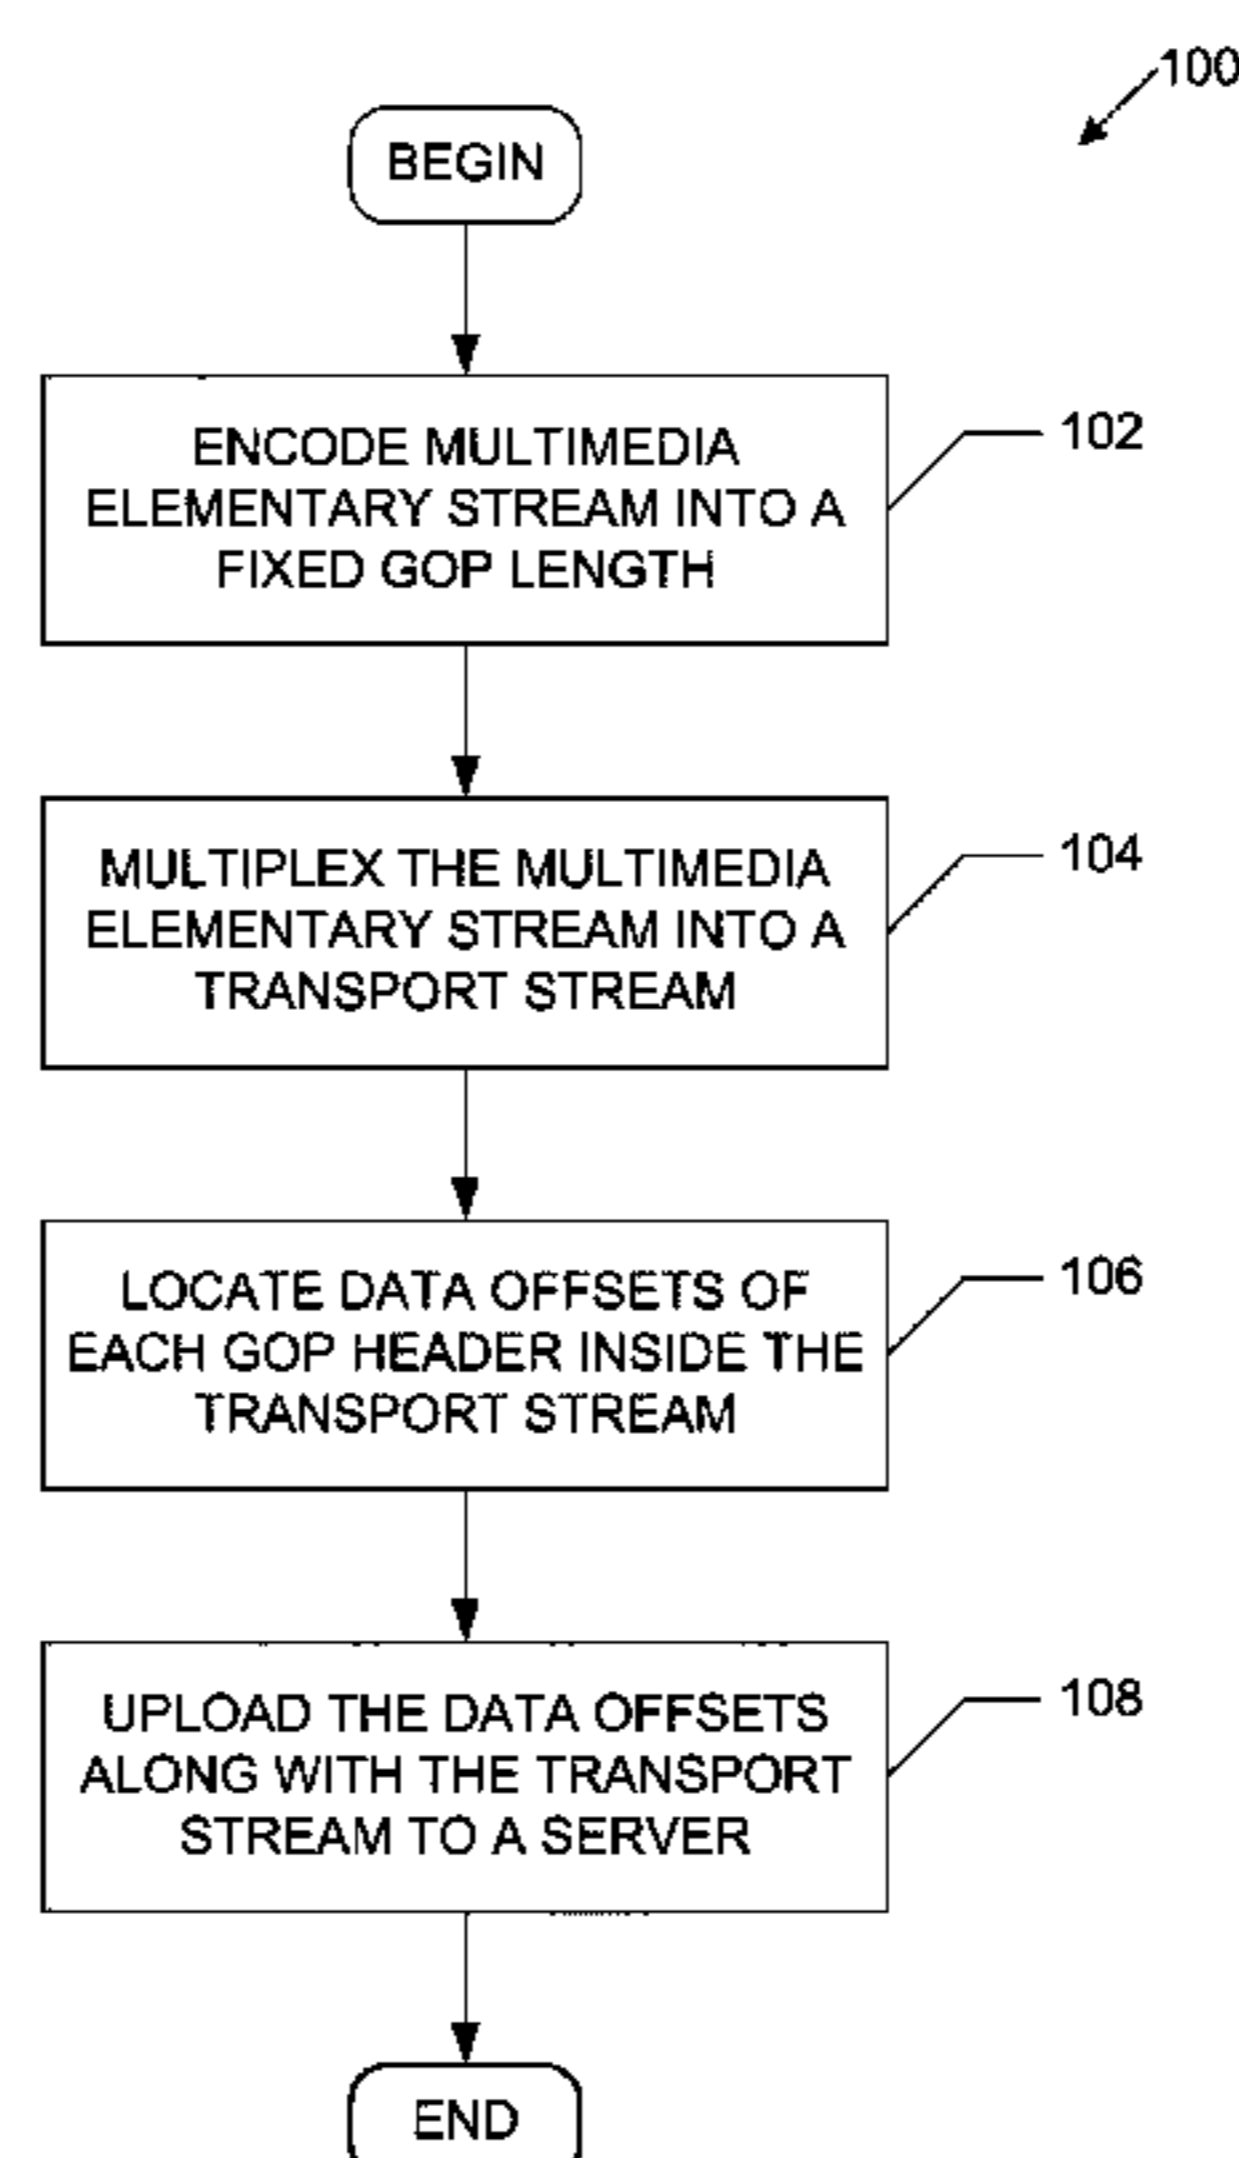 100
BEGIN
ENCODE MULTIMEDIA
ELEMENTARY STREAM INTO A
FIXED GOP LENGTH
102
MULTIPLEX THE MULTIMEDIA
ELEMENTARY STREAM INTO A
TRANSPORT STREAM
104
LOCATE DATA OFFSETS OF
EACH GOP HEADER INSIDE THE
TRANSPORT STREAM
106
UPLOAD THE DATA OFFSETS
ALONG WITH THE TRANSPORT
STREAM TO A SERVER
108
END